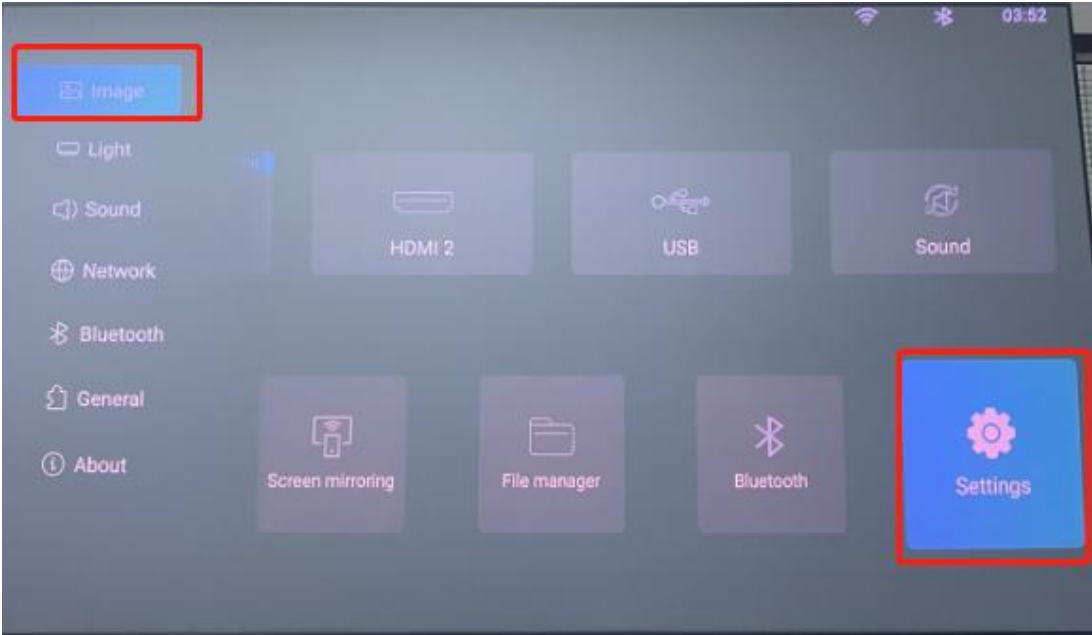 03:52
Image
Light
Sound
Network
Bluetooth
General
About
HDMI 2
USB
Sound
Screen mirroring
File manager
Bluetooth
Settings